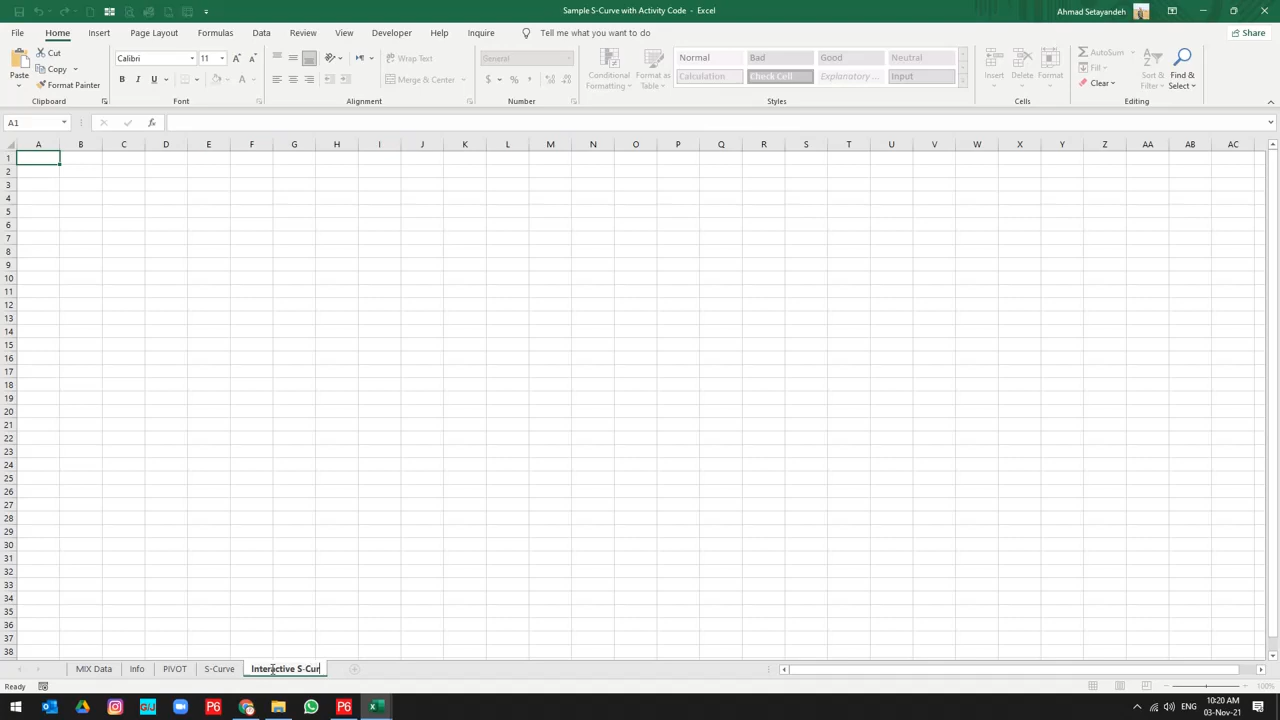 Sample S-Curve with Activity Code - Excel
Ahmad Setayandeh
File Home Insert Page Layout Formulas Data Review View Developer Help Inquire Tell me what you want to do Share
Cut
Copy
Format Painter
Paste
Clipboard
Calibri 11
B I U
Font
Wrap Text
Merge & Center
Alignment
General
$ % ,
Number
Conditional Formatting
Format as Table
Normal Bad Good Neutral
Calculation Check Cell Explanatory ... Input
Styles
Insert Delete Format
Cells
AutoSum
Fill
Clear
Sort & Filter
Find & Select
Editing
A1 fx
A B C D E F G H I J K L M N O P Q R S T U V W X Y Z AA AB AC
1
2
3
4
5
6
7
8
9
10
11
12
13
14
15
16
17
18
19
20
21
22
23
24
25
26
27
28
29
30
31
32
33
34
35
36
37
38
MIX Data Info PIVOT S-Curve Interactive S-Cur
Ready 100%
P6 G/J P6 ENG 10:20 AM
03-Nov-21